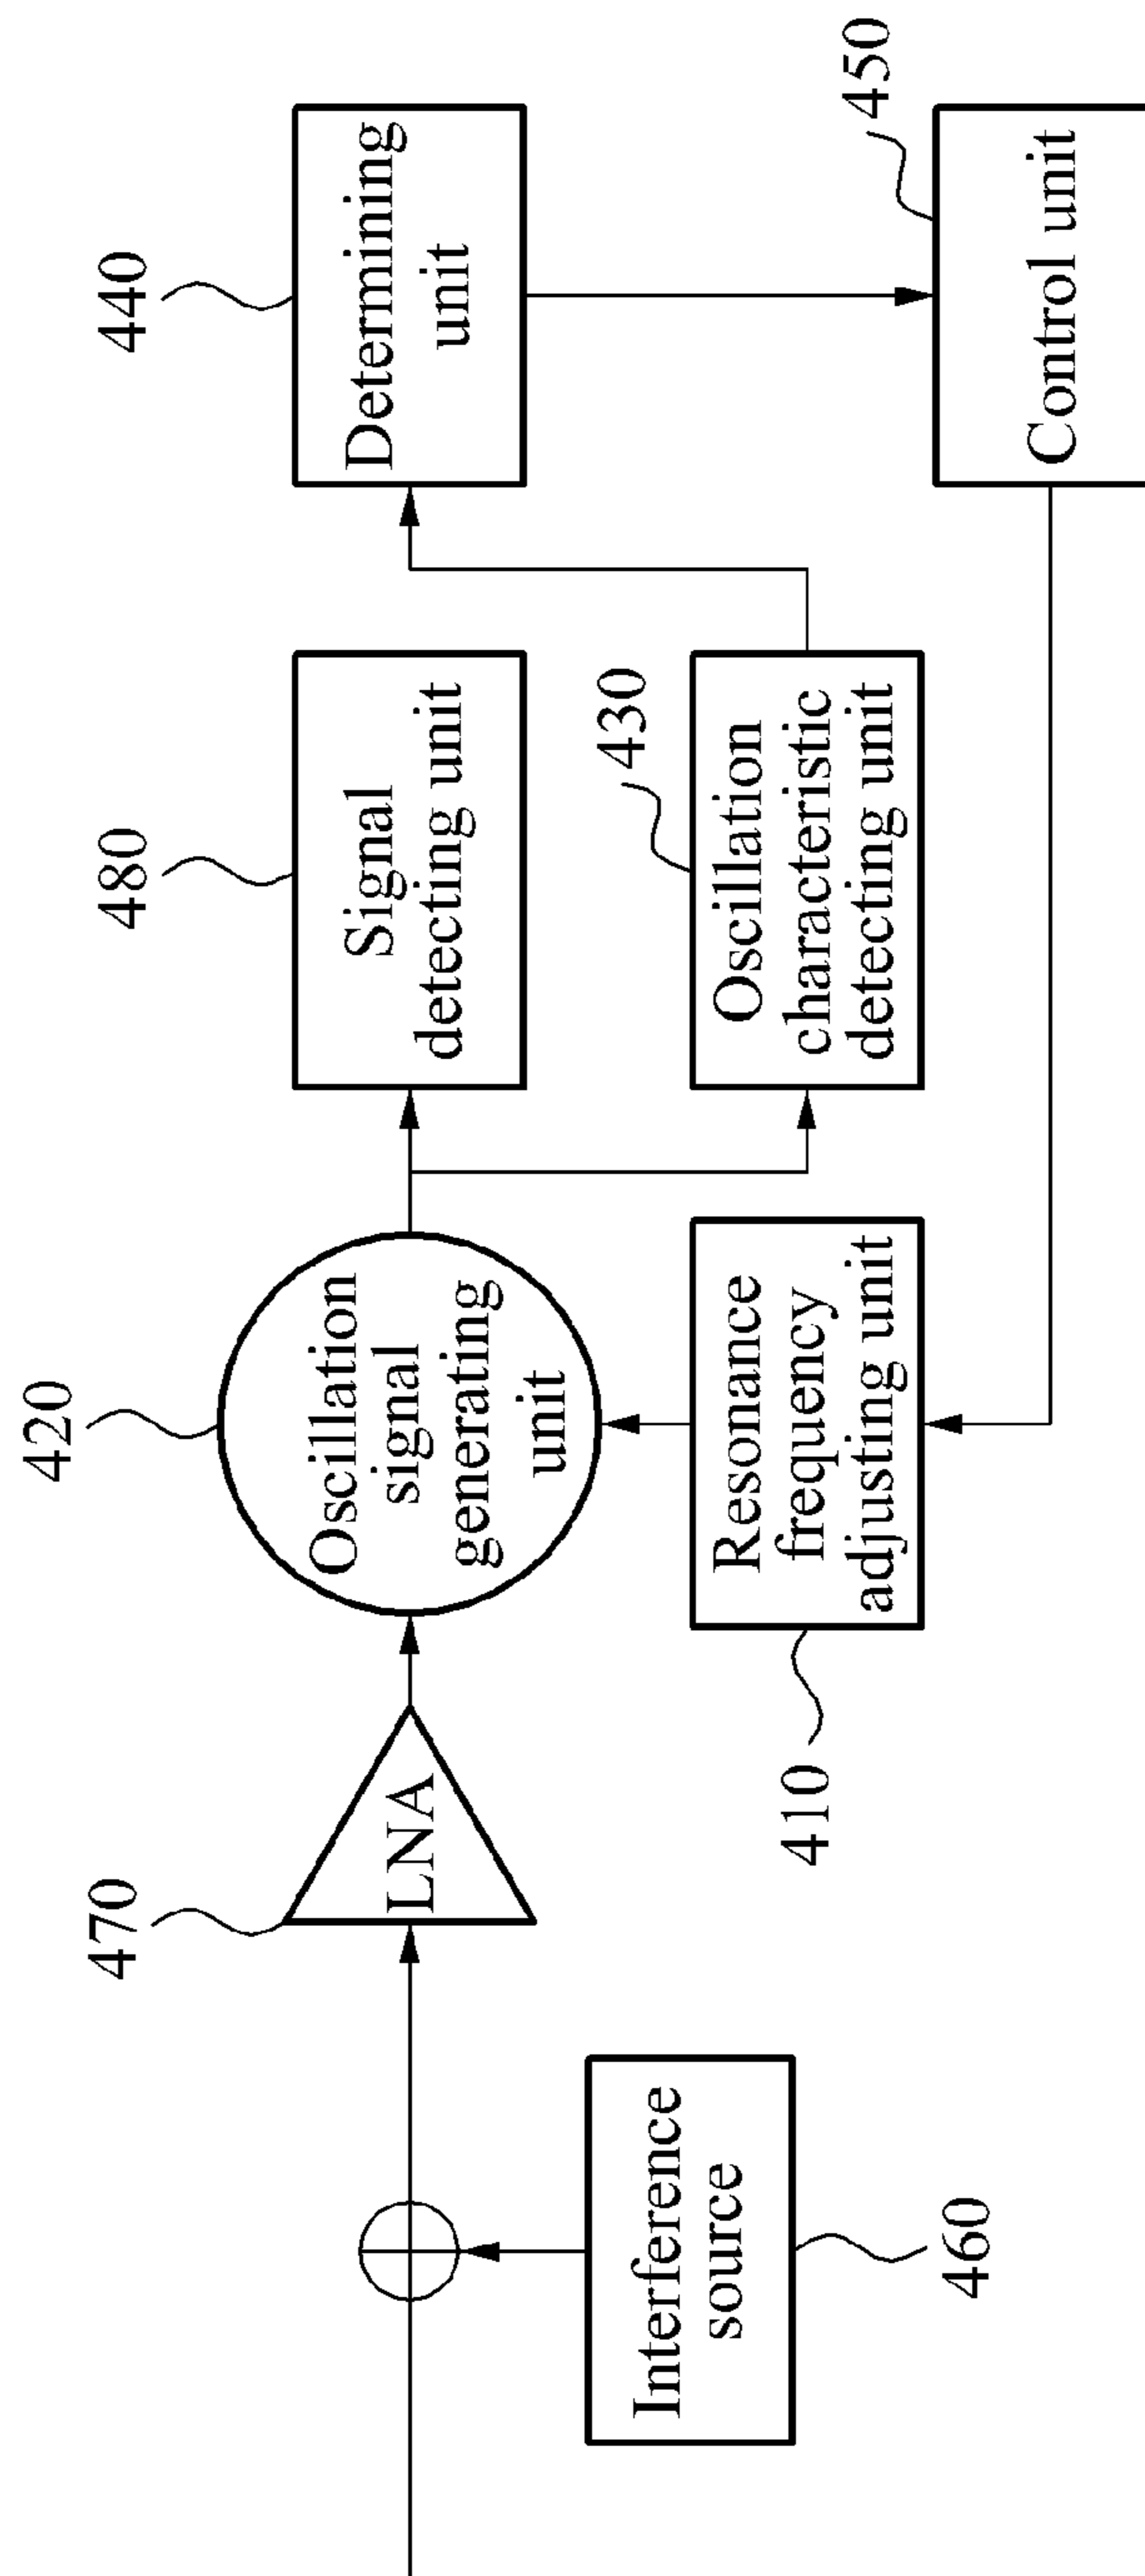 420
Oscillation
signal
generating
unit
480
Signal
detecting unit
440
Determining
unit
470
LNA
430
Oscillation
characteristic
detecting unit
450
Control unit
Interference
source
460
410
Resonance
frequency
adjusting unit